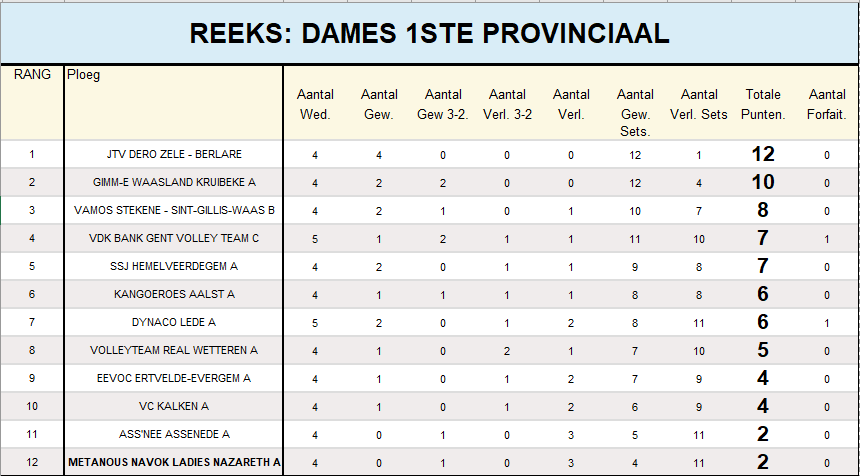 REEKS: DAMES 1STE PROVINCIAAL
RANG Ploeg Aantal Wed. Aantal Gew. Aantal Gew 3-2. Aantal Verl. 3-2 Aantal Verl. Aantal Gew. Sets. Aantal Verl. Sets Totale Punten. Aantal Forfait.
1 JTV DERO ZELE - BERLARE 4 4 0 0 0 12 1 12 0
2 GIMM-E WAASLAND KRUIBEKE A 4 2 2 0 0 12 4 10 0
3 VAMOS STEKENE - SINT-GILLIS-WAAS B 4 2 1 0 1 10 7 8 0
4 VDK BANK GENT VOLLEY TEAM C 5 1 2 1 1 11 10 7 1
5 SSJ HEMELVEERDEGEM A 4 2 0 1 1 9 8 7 0
6 KANGOEROES AALST A 4 1 1 1 1 8 8 6 0
7 DYNACO LEDE A 5 2 0 1 2 8 11 6 1
8 VOLLEYTEAM REAL WETTEREN A 4 1 0 2 1 7 10 5 0
9 EEVOC ERTVELDE-EVERGEM A 4 1 0 1 2 7 9 4 0
10 VC KALKEN A 4 1 0 1 2 6 9 4 0
11 ASS'NEE ASSENEDE A 4 0 1 0 3 5 11 2 0
12 METANOUS NAVOK LADIES NAZARETH A 4 0 1 0 3 4 11 2 0